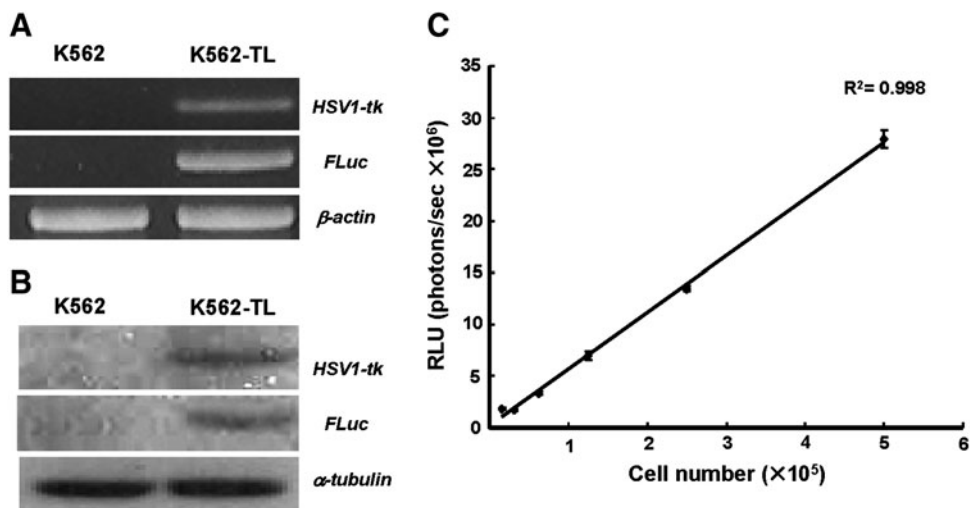 A
K562 K562-TL
HSV1-tk
FLuc
β-actin
B
K562 K562-TL
HSV1-tk
FLuc
α-tubulin
C
R²= 0.998
RLU (photons/sec ×10⁶)
35
30
25
20
15
10
5
0
1 2 3 4 5 6
Cell number (×10⁵)